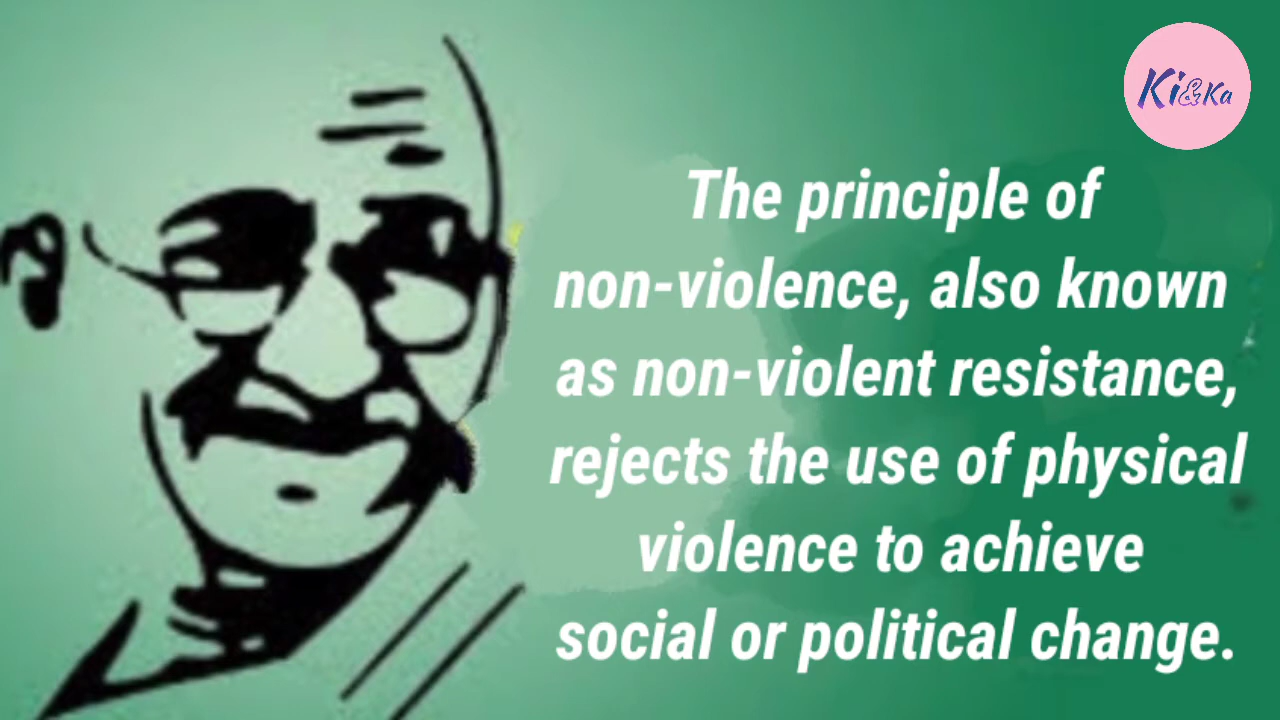 Ki&Ka
The principle of
non-violence, also known
as non-violent resistance,
rejects the use of physical
violence to achieve
social or political change.